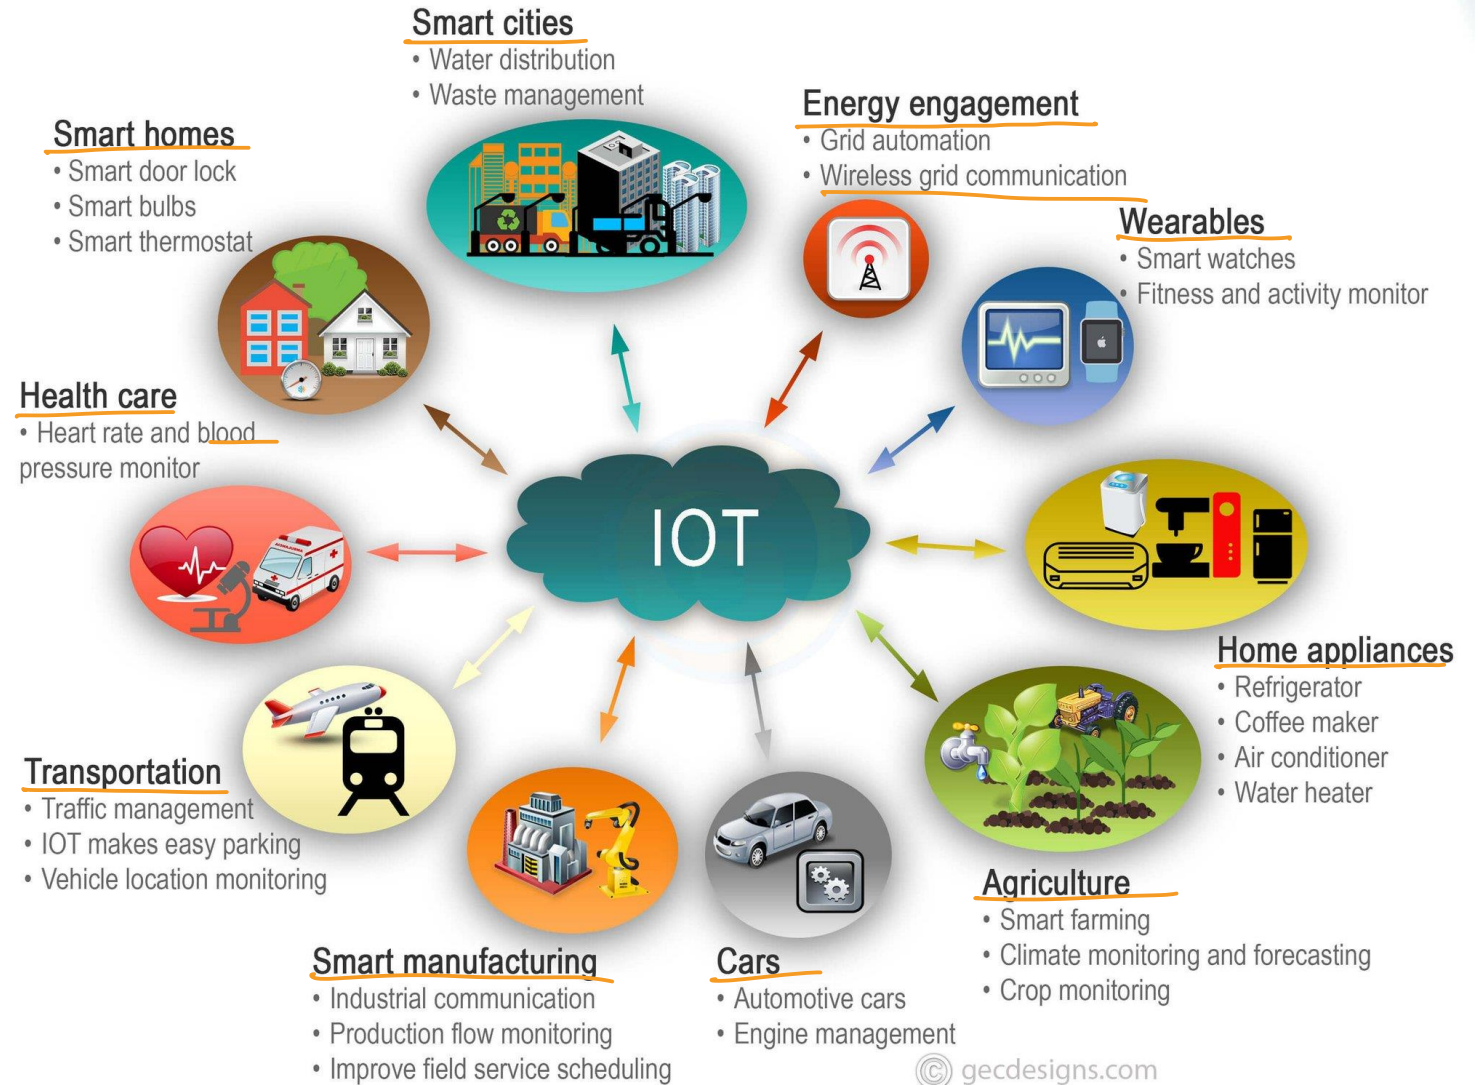 Smart cities
• Water distribution
• Waste management
Energy engagement
• Grid automation
• Wireless grid communication
Smart homes
• Smart door lock
• Smart bulbs
• Smart thermostat
Wearables
• Smart watches
• Fitness and activity monitor
Health care
• Heart rate and blood
pressure monitor
IOT
Home appliances
• Refrigerator
• Coffee maker
• Air conditioner
• Water heater
Transportation
• Traffic management
• IOT makes easy parking
• Vehicle location monitoring
Agriculture
• Smart farming
• Climate monitoring and forecasting
• Crop monitoring
Smart manufacturing
• Industrial communication
• Production flow monitoring
• Improve field service scheduling
Cars
• Automotive cars
• Engine management
© gecdesigns.com